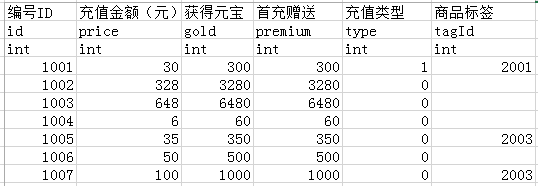 编号ID 充值金额（元） 获得元宝 首充赠送 充值类型 商品标签
id price gold premium type tagId
int int int int int int
1001 30 300 300 1 2001
1002 328 3280 3280 0
1003 648 6480 6480 0
1004 6 60 60 0
1005 35 350 350 0 2003
1006 50 500 500 0
1007 100 1000 1000 0 2003